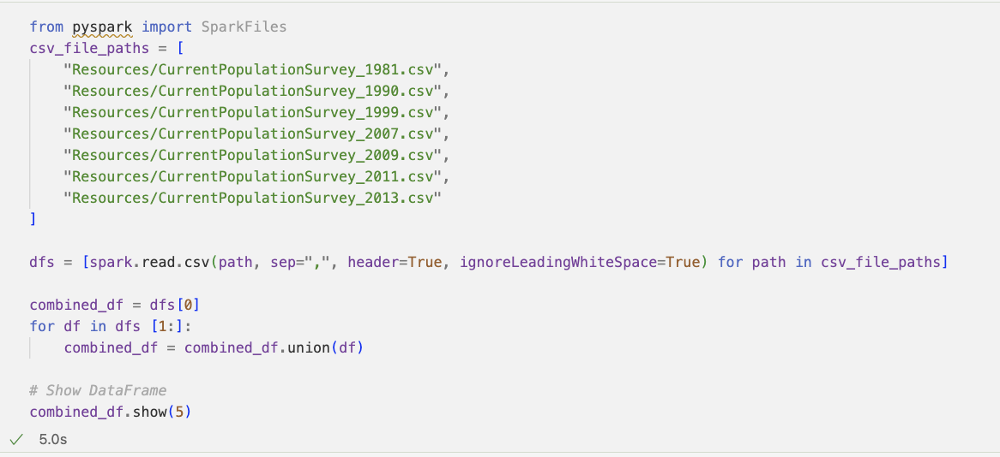 from pyspark import SparkFiles
csv_file_paths = [
    "Resources/CurrentPopulationSurvey_1981.csv",
    "Resources/CurrentPopulationSurvey_1990.csv",
    "Resources/CurrentPopulationSurvey_1999.csv",
    "Resources/CurrentPopulationSurvey_2007.csv",
    "Resources/CurrentPopulationSurvey_2009.csv",
    "Resources/CurrentPopulationSurvey_2011.csv",
    "Resources/CurrentPopulationSurvey_2013.csv"
]
dfs = [spark.read.csv(path, sep=",", header=True, ignoreLeadingWhiteSpace=True) for path in csv_file_paths]
combined_df = dfs[0]
for df in dfs [1:]:
    combined_df = combined_df.union(df)
# Show DataFrame
combined_df.show(5)
5.0s